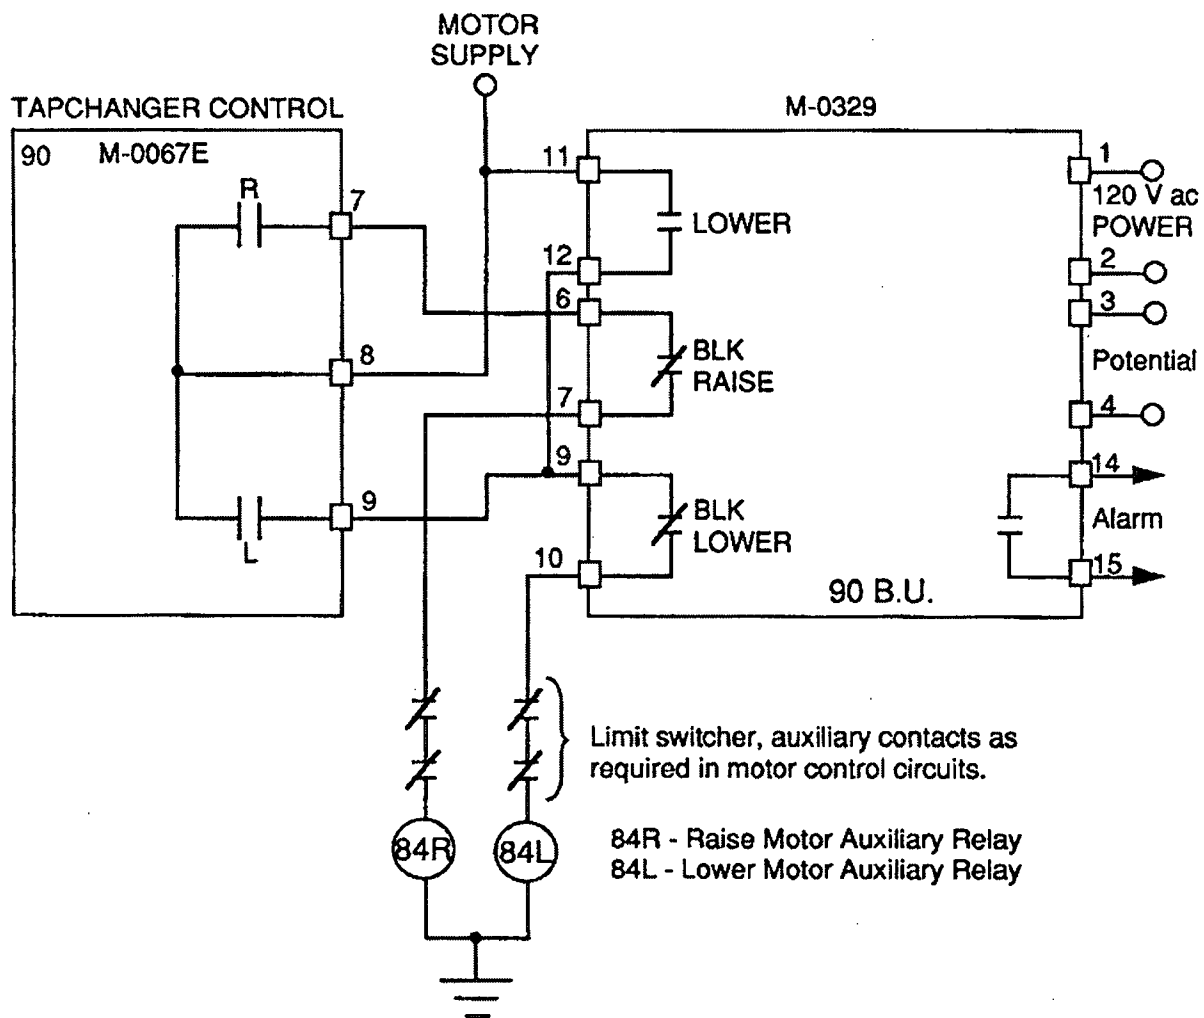 MOTOR
SUPPLY
TAPCHANGER CONTROL
90 M-0067E
R
7
8
9
L
M-0329
11
LOWER
12
6
BLK
RAISE
7
9
BLK
LOWER
10
90 B.U.
1
120 V ac
POWER
2
3
Potential
4
14
Alarm
15
Limit switcher, auxiliary contacts as
required in motor control circuits.
84R
84L
84R - Raise Motor Auxiliary Relay
84L - Lower Motor Auxiliary Relay